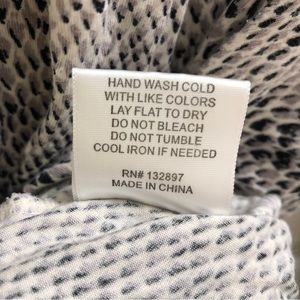 HAND WASH COLD
WITH LIKE COLORS
LAY FLAT TO DRY
DO NOT BLEACH
DO NOT TUMBLE
COOL IRON IF NEEDED
RN# 132897
MADE IN CHINA